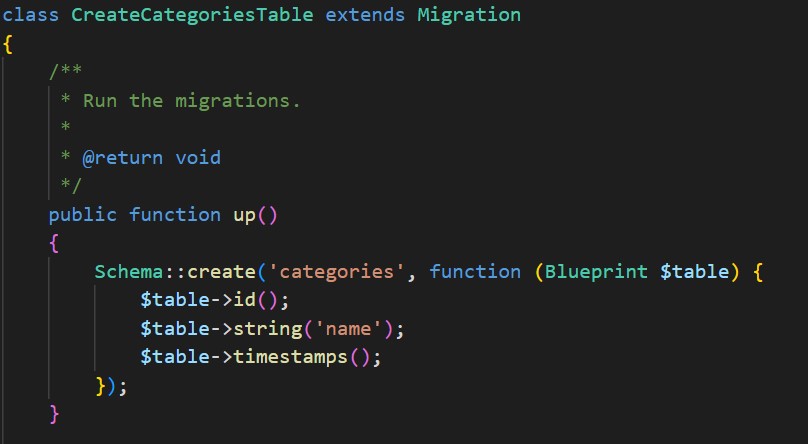 class CreateCategoriesTable extends Migration
{
    /**
     * Run the migrations.
     *
     * @return void
     */
    public function up()
    {
        Schema::create('categories', function (Blueprint $table) {
            $table->id();
            $table->string('name');
            $table->timestamps();
        });
    }